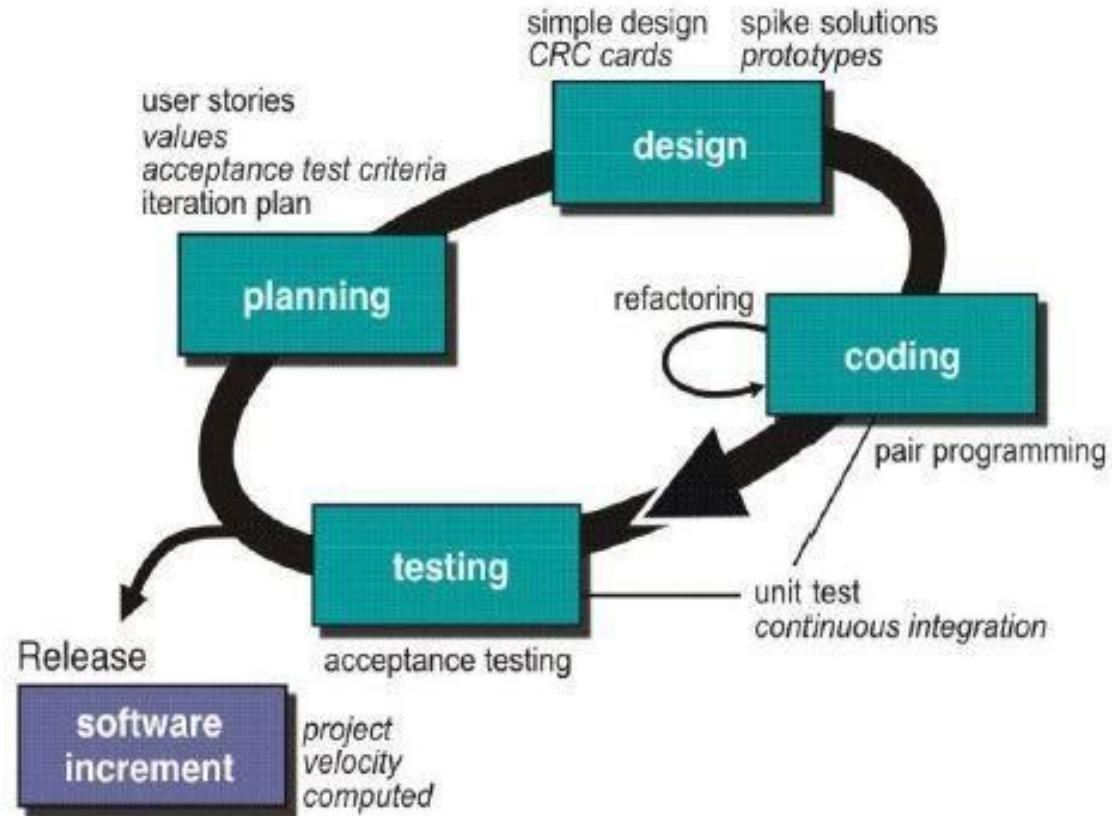 simple design
CRC cards
spike solutions
prototypes
user stories
values
acceptance test criteria
iteration plan
design
planning
refactoring
coding
pair programming
testing
unit test
continuous integration
acceptance testing
Release
software
increment
project
velocity
computed